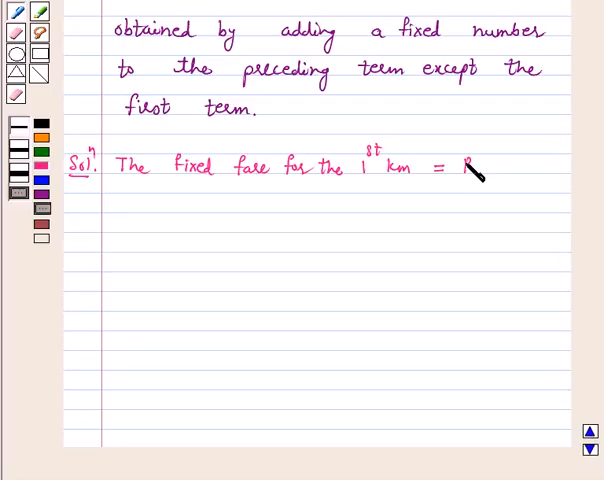 obtained by adding a fixed number
to the preceding term except the
first term.
Solⁿ. The fixed fare for the 1st km =